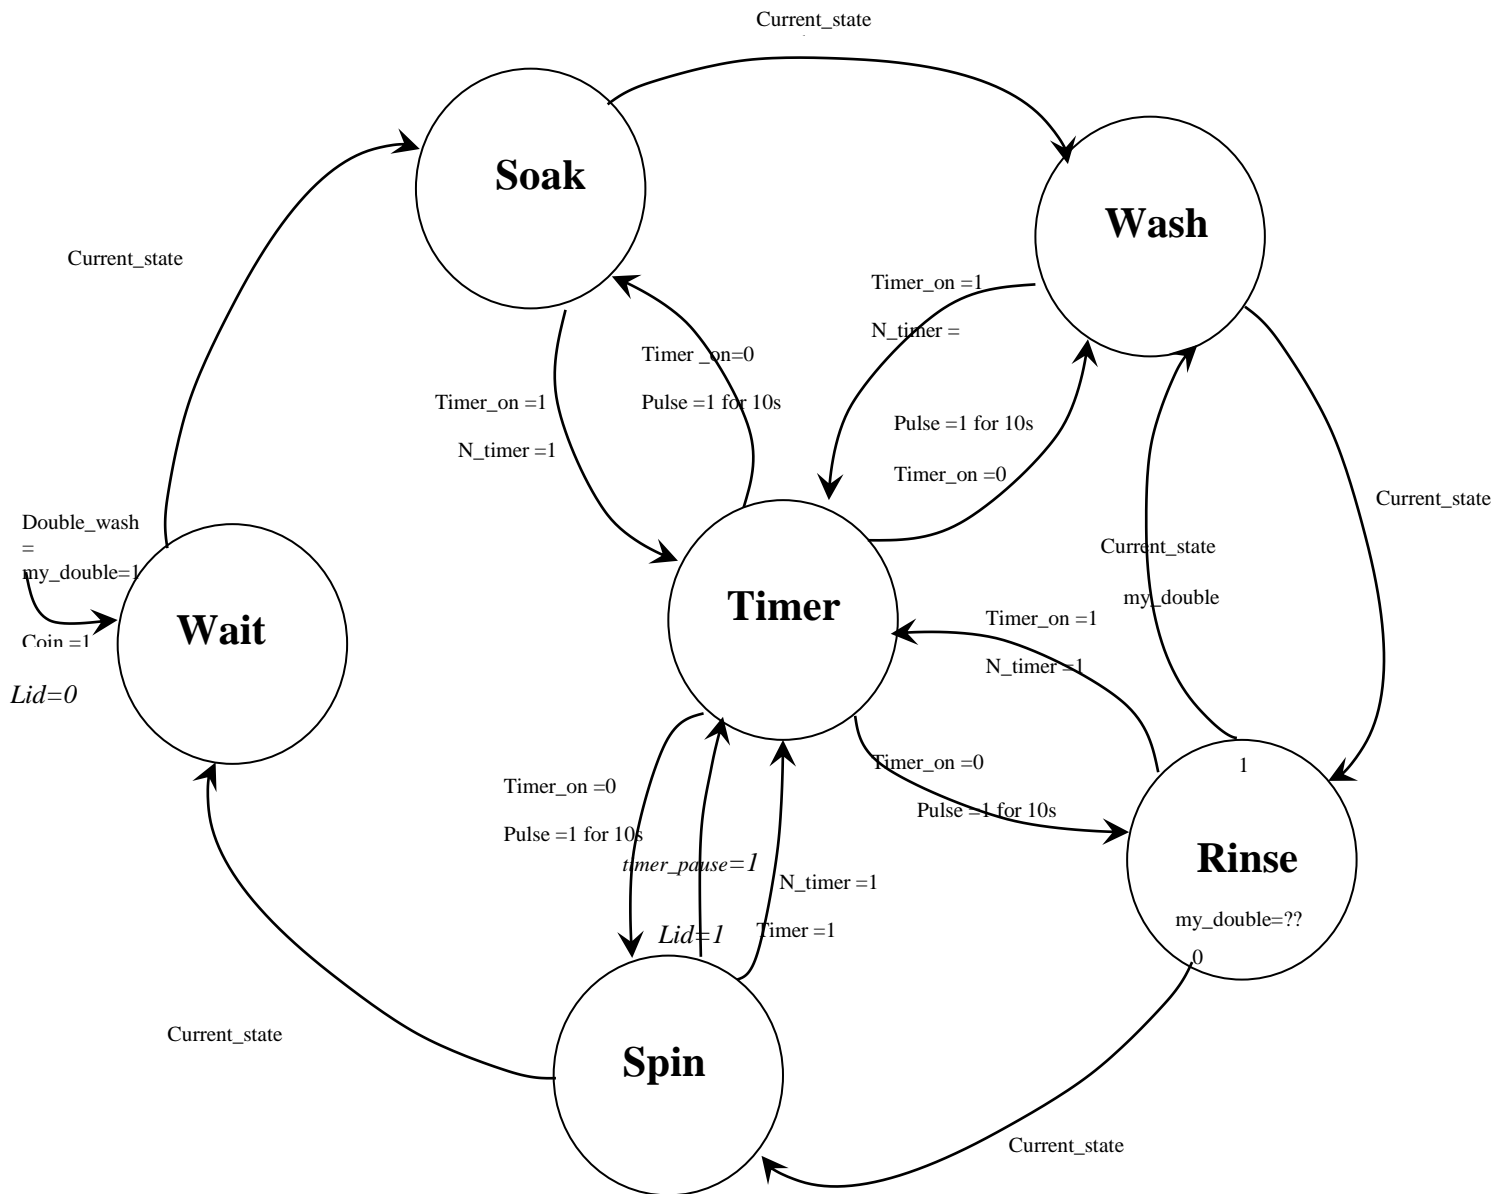 Current_state
Soak
Wash
Current_state
Timer_on =1
N_timer =
Timer _on=0
Pulse =1 for 10s
Timer_on =1
N_timer =1
Pulse =1 for 10s
Timer_on =0
Current_state
Double_wash
=
my_double=1
Coin =1
Lid=0
Wait
Timer
Current_state
my_double
Timer_on =1
N_timer =1
Timer_on =0
Pulse =1 for 10s
Timer_on =0
Pulse =1 for 10s
timer_pause=1
Lid=1
N_timer =1
Timer =1
1
Rinse
my_double=??
0
Current_state
Spin
Current_state